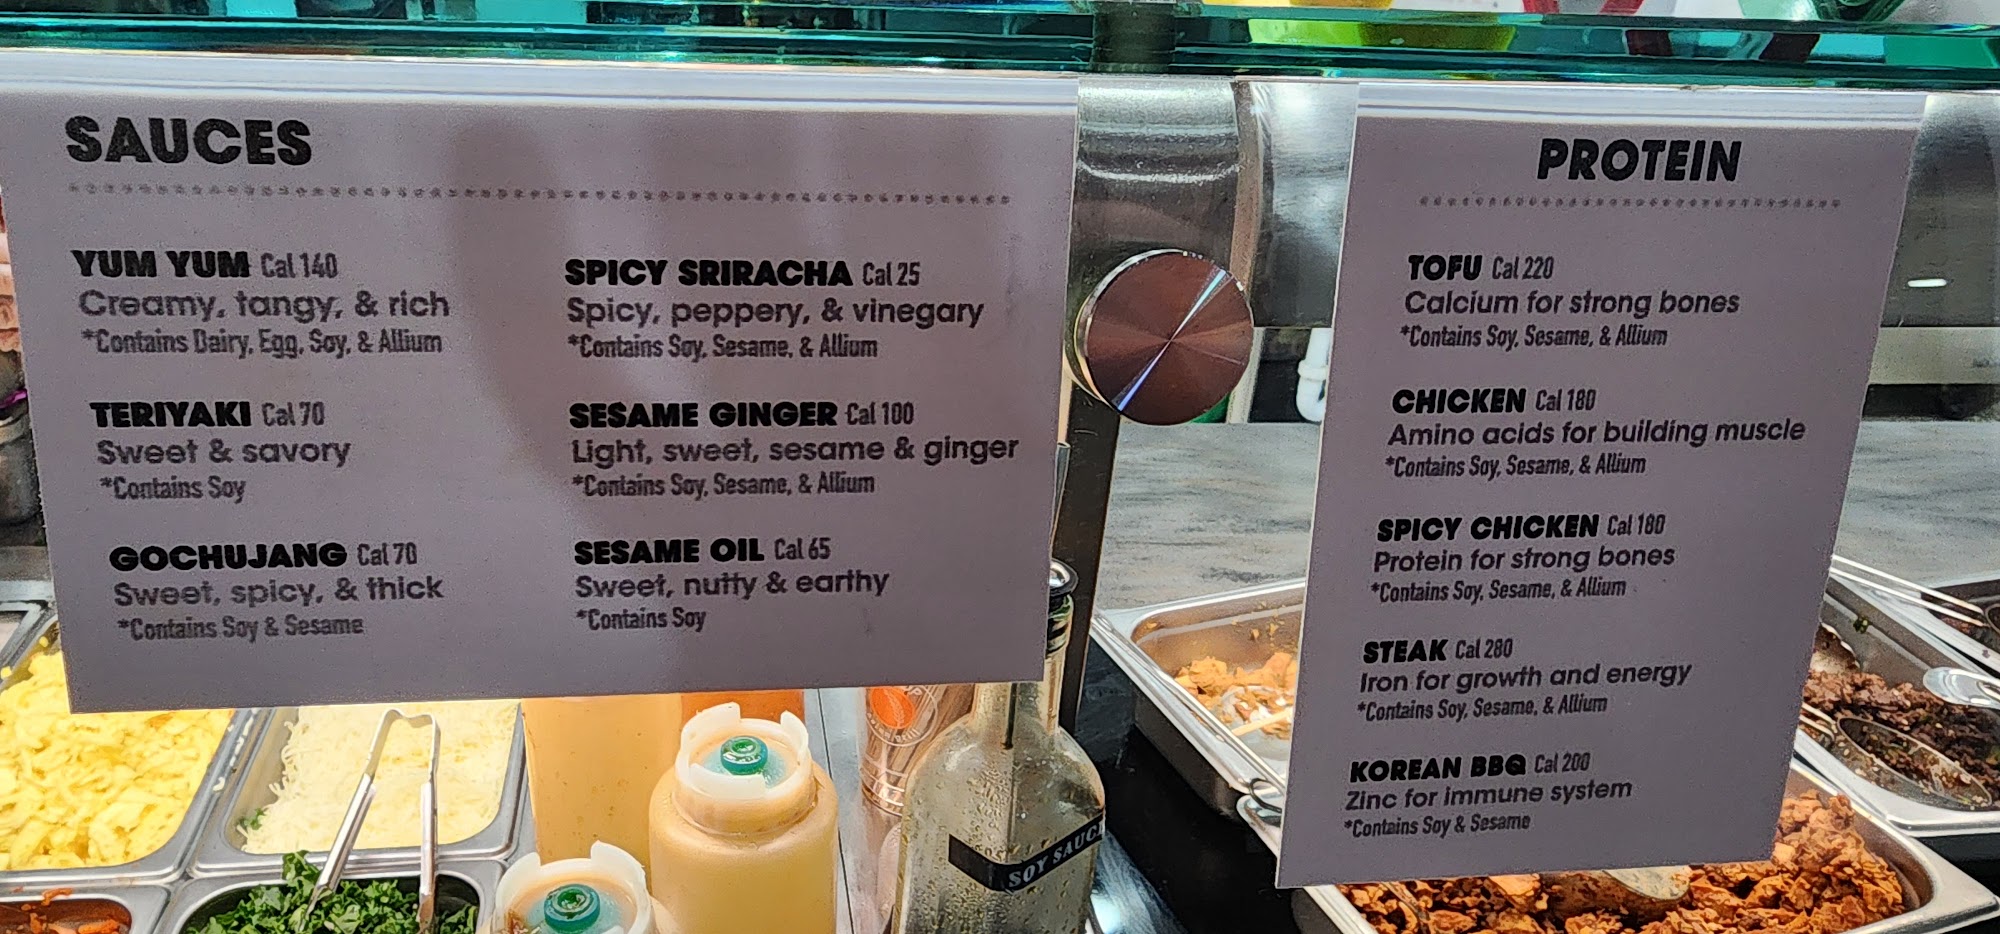 SAUCES
YUM YUM Cal 140
Creamy, tangy, & rich
*Contains Dairy, Egg, Soy, & Allium
TERIYAKI Cal 70
Sweet & savory
*Contains Soy
GOCHUJANG Cal 70
Sweet, spicy, & thick
*Contains Soy & Sesame
SPICY SRIRACHA Cal 25
Spicy, peppery, & vinegary
*Contains Soy, Sesame, & Allium
SESAME GINGER Cal 100
Light, sweet, sesame & ginger
*Contains Soy, Sesame, & Allium
SESAME OIL Cal 65
Sweet, nutty & earthy
*Contains Soy
PROTEIN
TOFU Cal 220
Calcium for strong bones
*Contains Soy, Sesame, & Allium
CHICKEN Cal 180
Amino acids for building muscle
*Contains Soy, Sesame, & Allium
SPICY CHICKEN Cal 180
Protein for strong bones
*Contains Soy, Sesame, & Allium
STEAK Cal 280
Iron for growth and energy
*Contains Soy, Sesame, & Allium
KOREAN BBQ Cal 200
Zinc for immune system
*Contains Soy & Sesame
SOY SAUCE